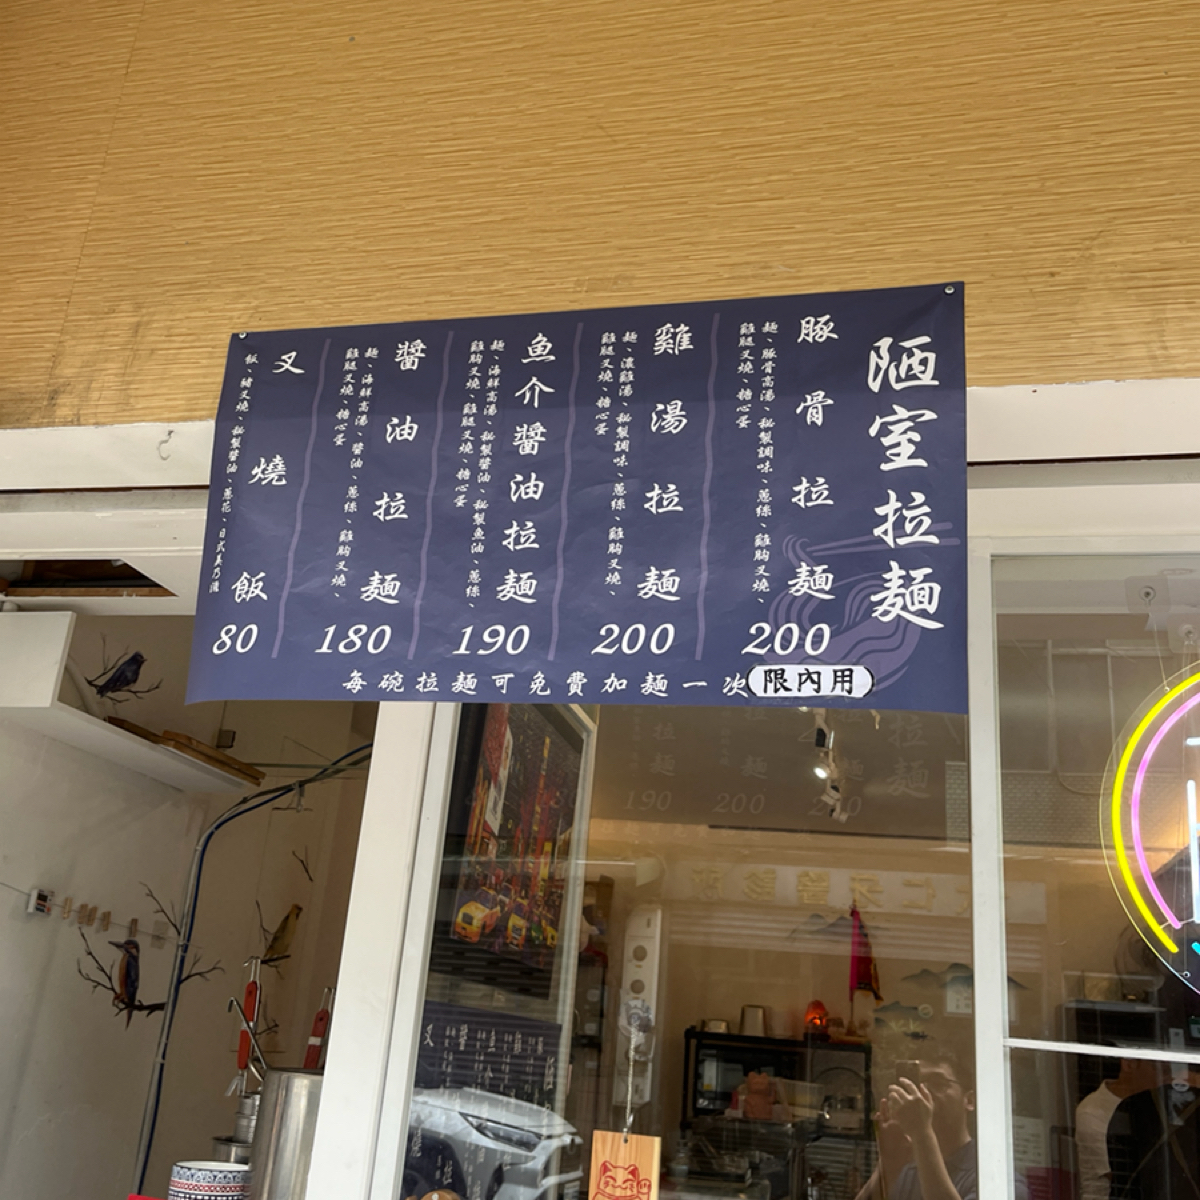 陋室拉麵
豚骨拉麵
麵、豚骨高湯、秘製調味、蔥絲、雞胸叉燒、
雞腿叉燒、糖心蛋
200
雞湯拉麵
麵、濃雞湯、秘製調味、蔥絲、雞胸叉燒、
雞腿叉燒、糖心蛋
200
魚介醬油拉麵
麵、海鮮高湯、秘製醬油、秘製魚油、蔥絲、
雞胸叉燒、雞腿叉燒、糖心蛋
190
醬油拉麵
麵、海鮮高湯、醬油、蔥絲、雞胸叉燒、
雞腿叉燒、糖心蛋
180
叉燒飯
飯、豬叉燒、秘製醬油、蔥花、日式美乃滋
80
每碗拉麵可免費加麵一次 限內用